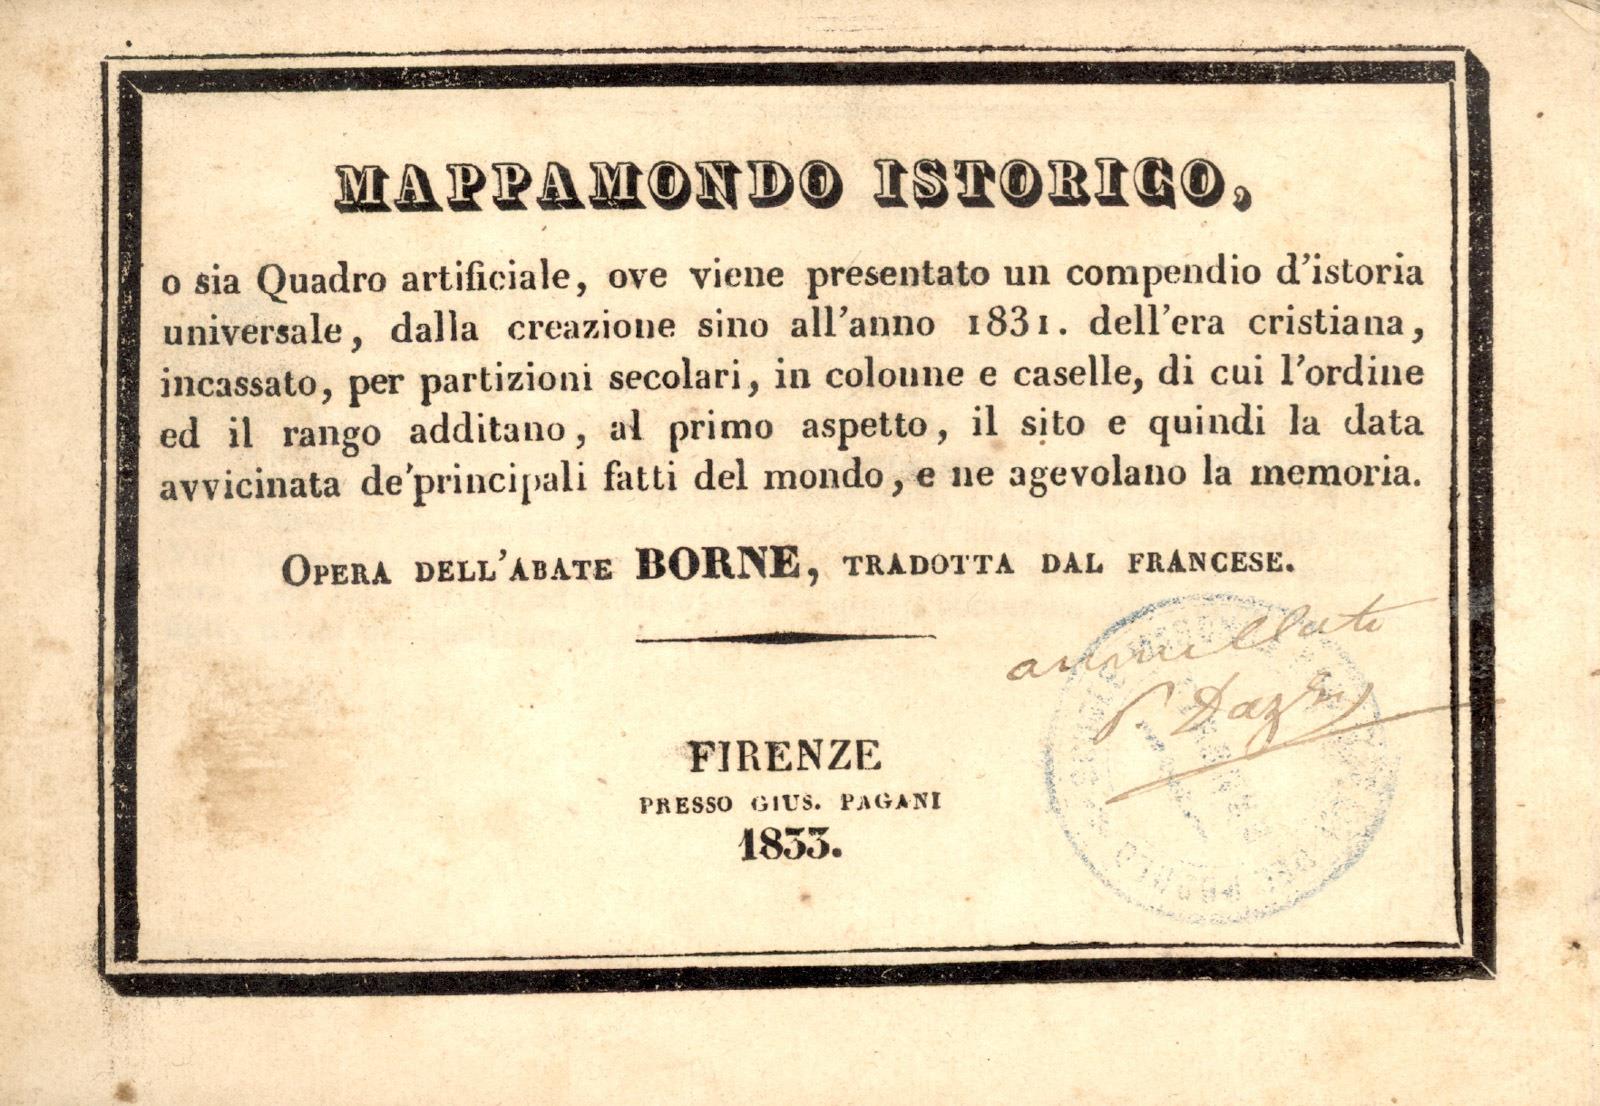 MAPPAMONDO ISTORICO,
o sia Quadro artificiale, ove viene presentato un compendio d'istoria
universale, dalla creazione sino all'anno 1831. dell'era cristiana,
incassato, per partizioni secolari, in colonne e caselle, di cui l'ordine
ed il rango additano, al primo aspetto, il sito e quindi la data
avvicinata de'principali fatti del mondo, e ne agevolano la memoria.
OPERA DELL'ABATE BORNE, TRADOTTA DAL FRANCESE.
annullato
FIRENZE
PRESSO GIUS. PAGANI
1833.